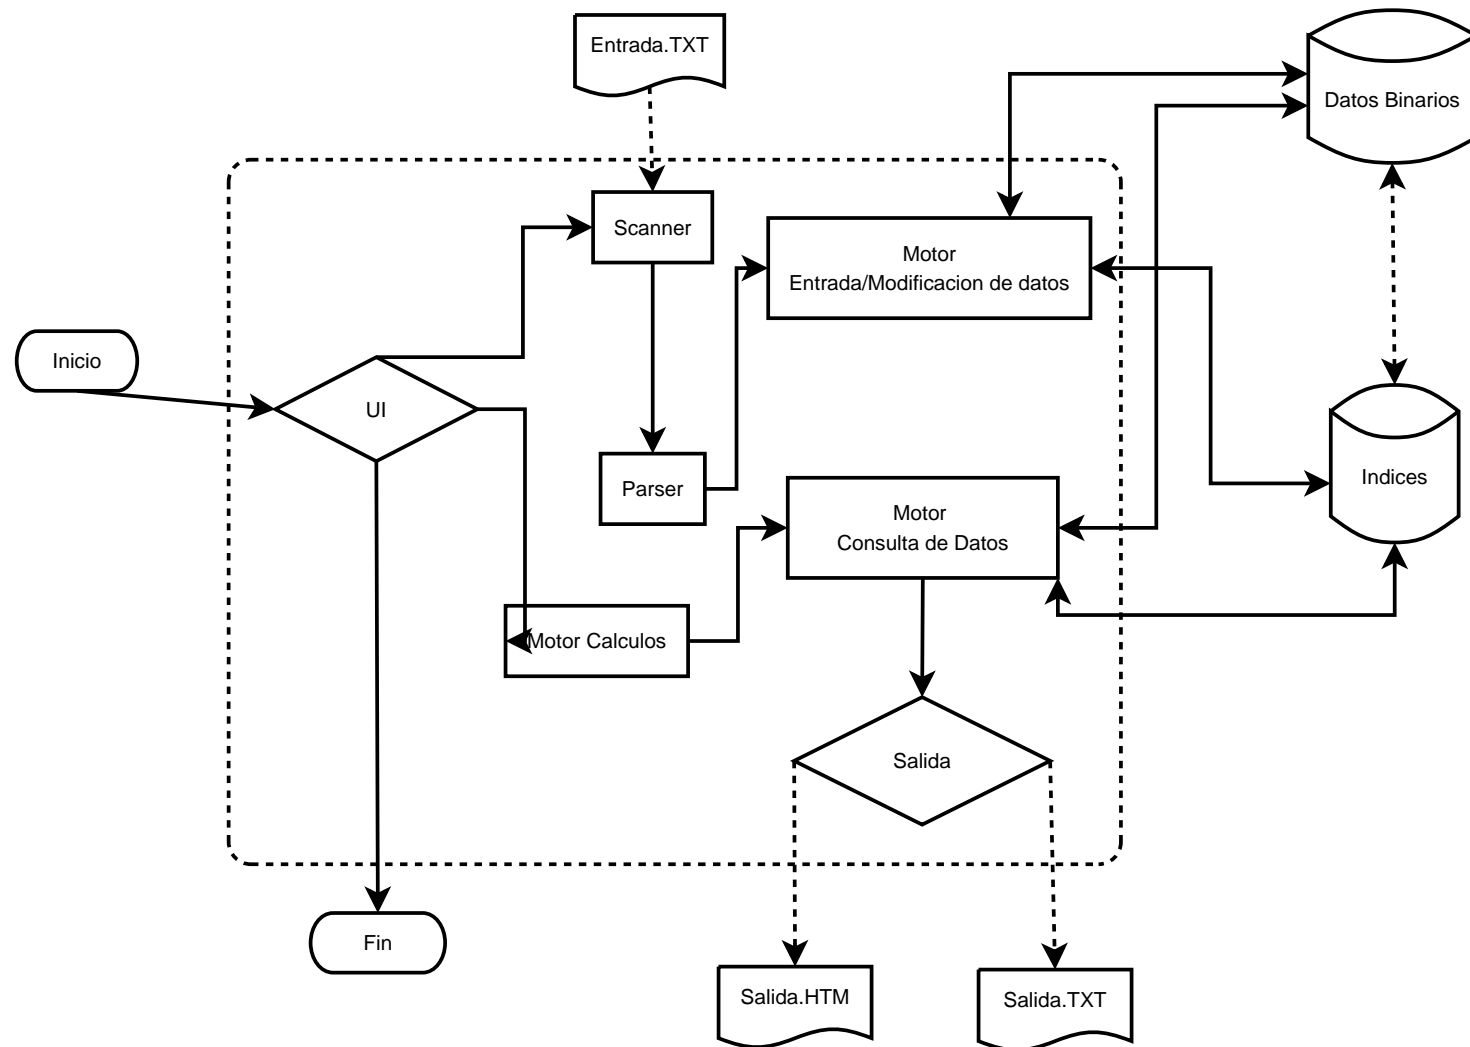 Entrada.TXT
Datos Binarios
Scanner
Motor
Entrada/Modificacion de datos
Inicio
UI
Indices
Parser
Motor
Consulta de Datos
Motor Calculos
Salida
Fin
Salida.HTM
Salida.TXT